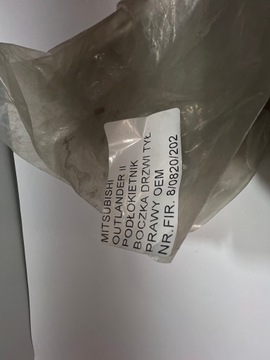 MITSUBISHI
OUTLANDER II
PODŁOKIETNIK
BOCZKA DRZWI TYŁ
PRAWY OEM
NR.FIR. 8/0820/202